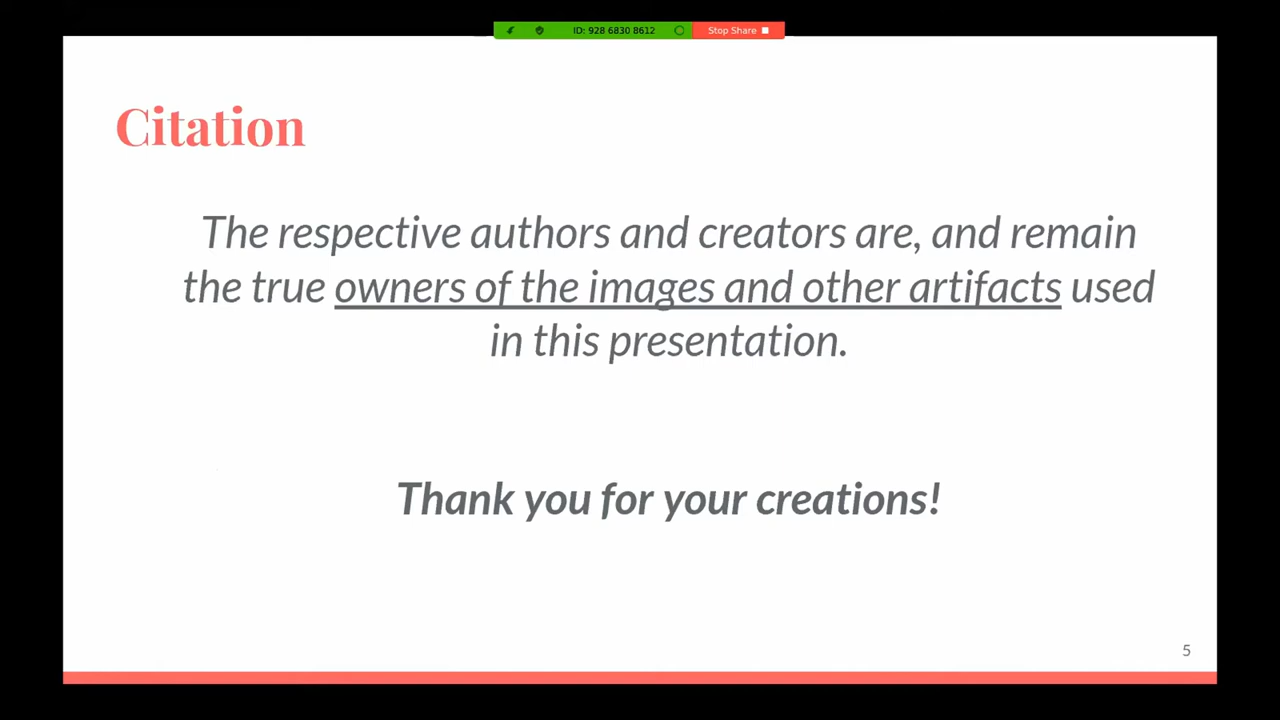 ID: 928 6830 8612
Stop Share
Citation
The respective authors and creators are, and remain
the true owners of the images and other artifacts used
in this presentation.
Thank you for your creations!
5